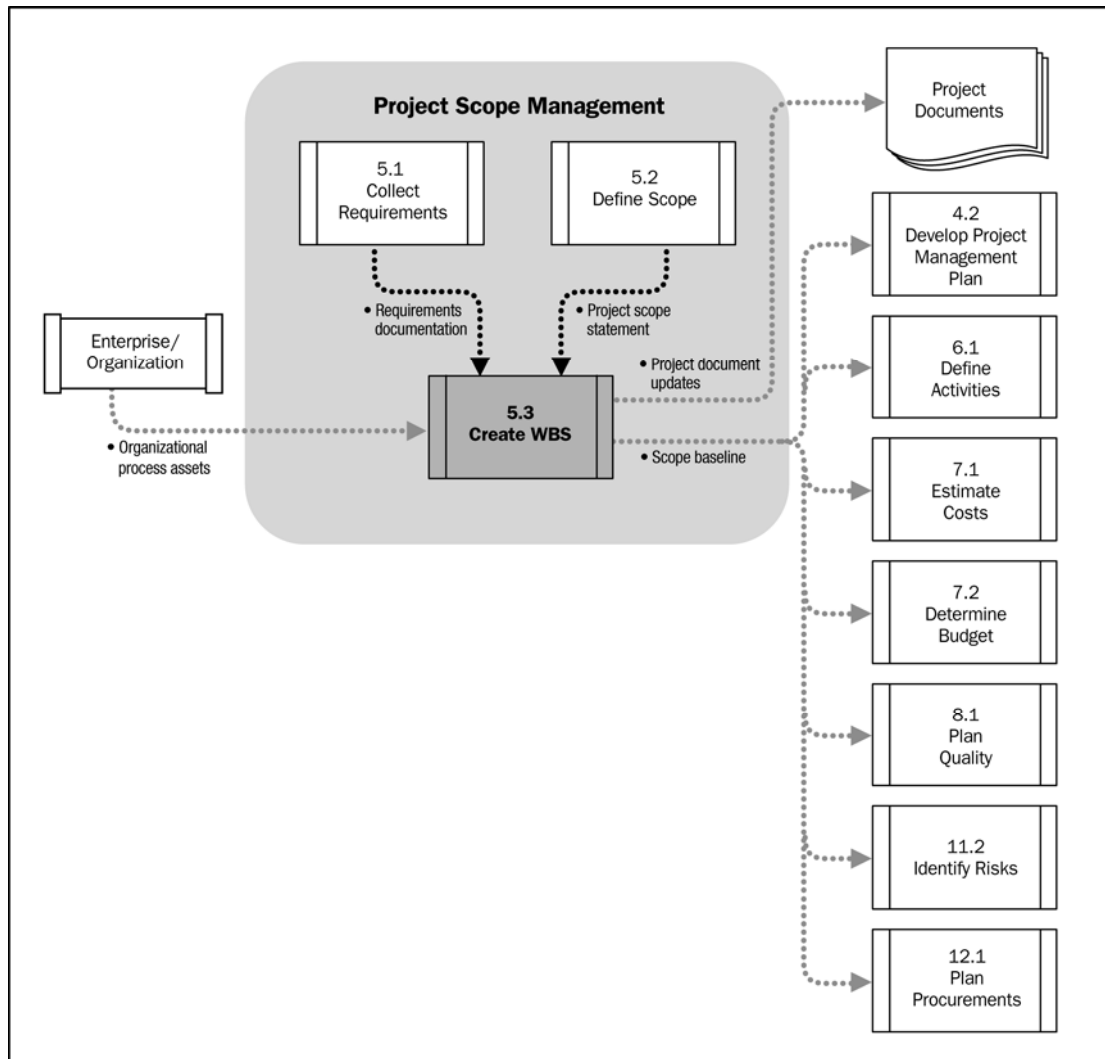 Project Scope Management
Project
Documents
5.1
Collect
Requirements
5.2
Define Scope
4.2
Develop Project
Management
Plan
• Requirements
documentation
• Project scope
statement
Enterprise/
Organization
6.1
Define
Activities
• Project document
updates
5.3
Create WBS
• Organizational
process assets
• Scope baseline
7.1
Estimate
Costs
7.2
Determine
Budget
8.1
Plan
Quality
11.2
Identify Risks
12.1
Plan
Procurements